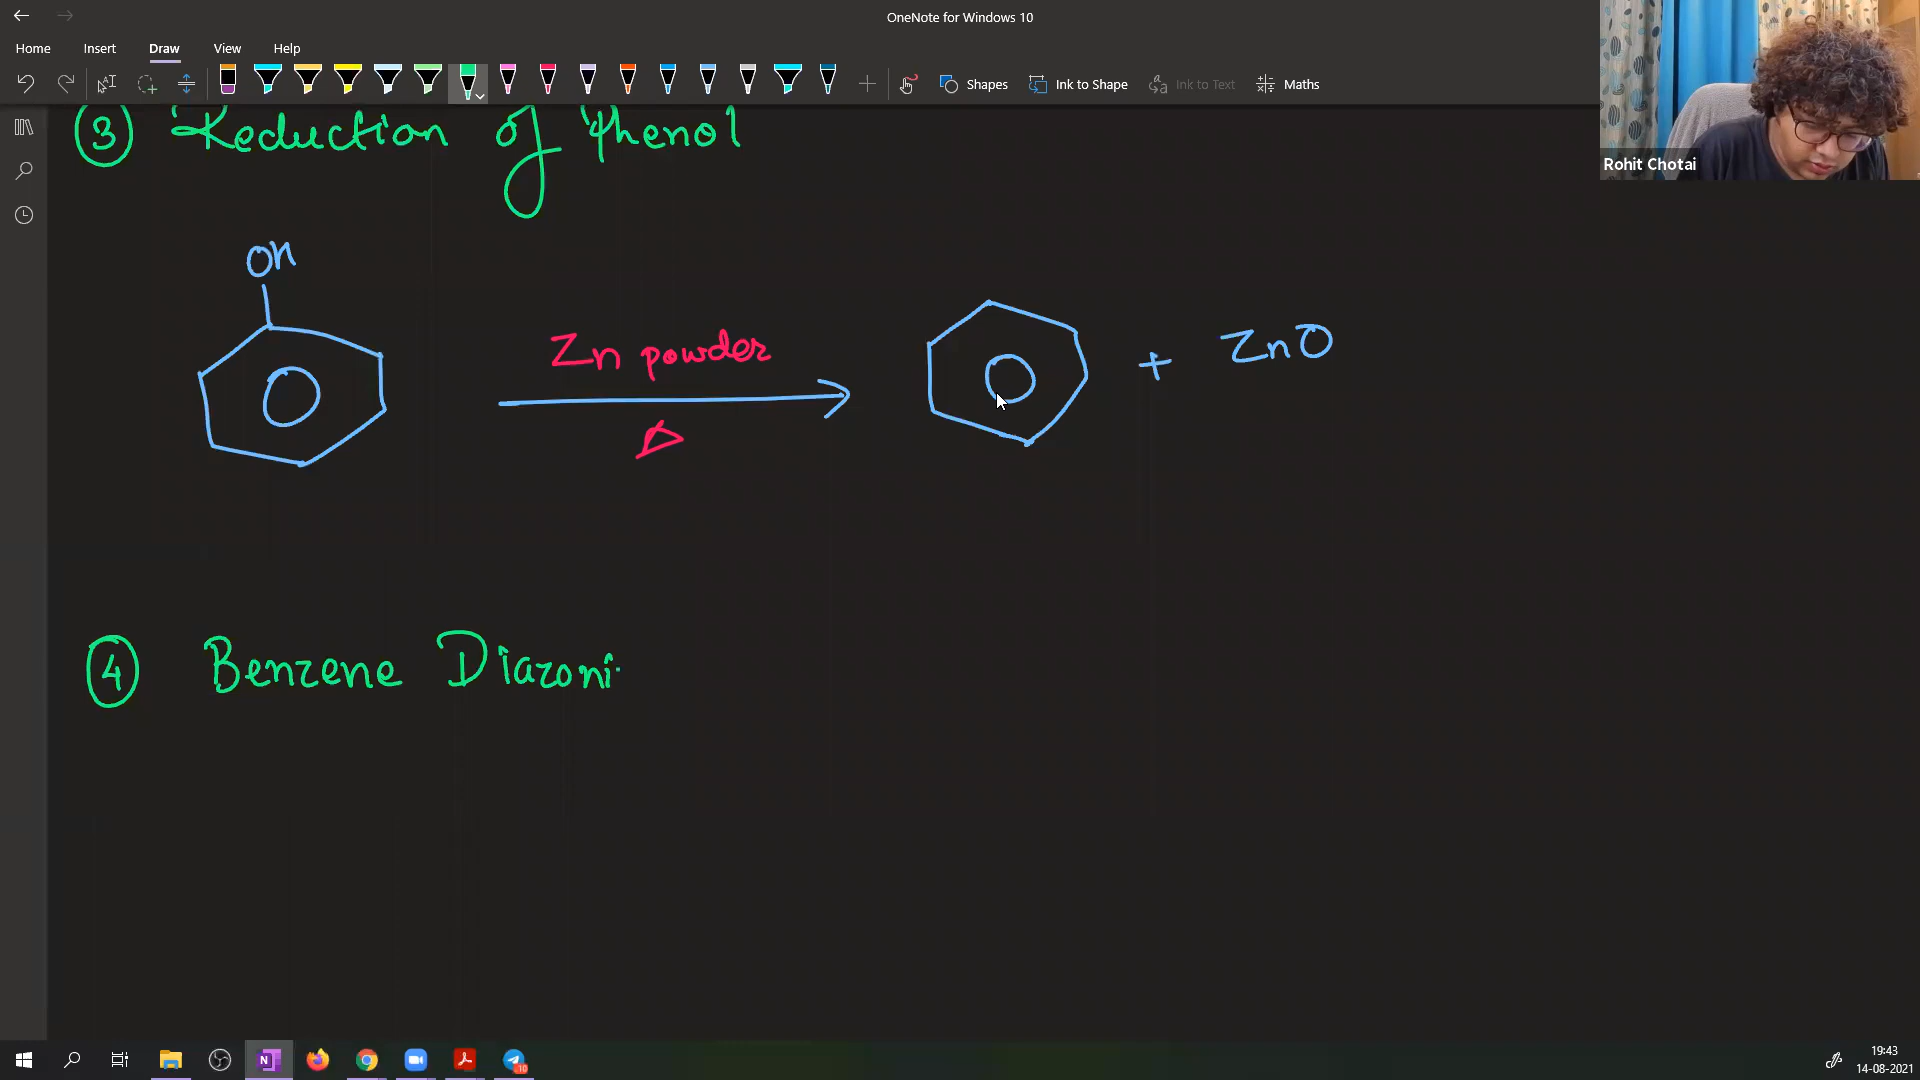 OneNote for Windows 10
Home Insert Draw View Help
Shapes Ink to Shape Ink to Text Maths
Rohit Chotai
3 Reduction of Phenol
OH
Zn powder
Δ
+ ZnO
4 Benzene Diazoni
10
19:43
14-08-2021